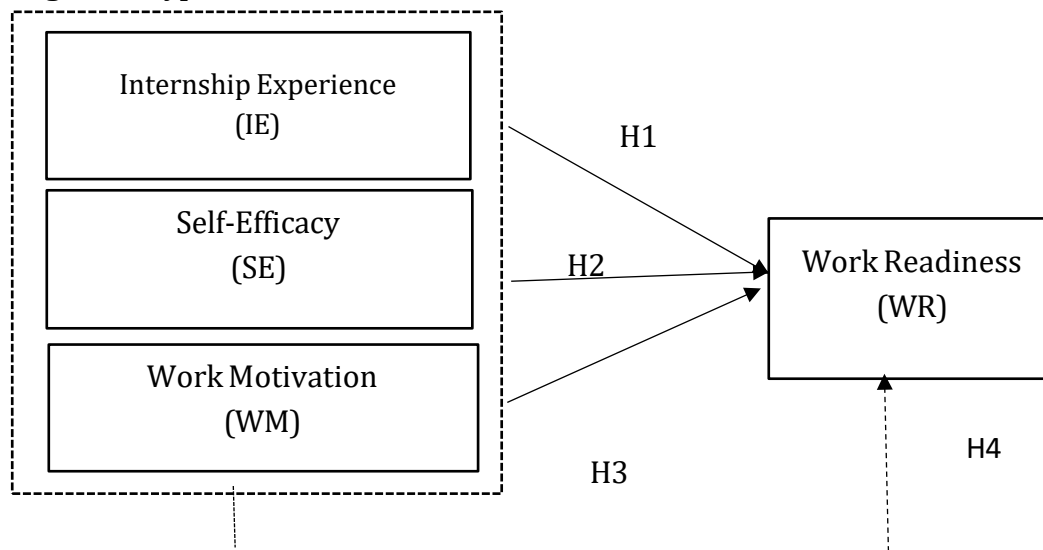 Internship Experience
(IE)
H1
Self-Efficacy
(SE)
H2
Work Readiness
(WR)
Work Motivation
(WM)
H3
H4